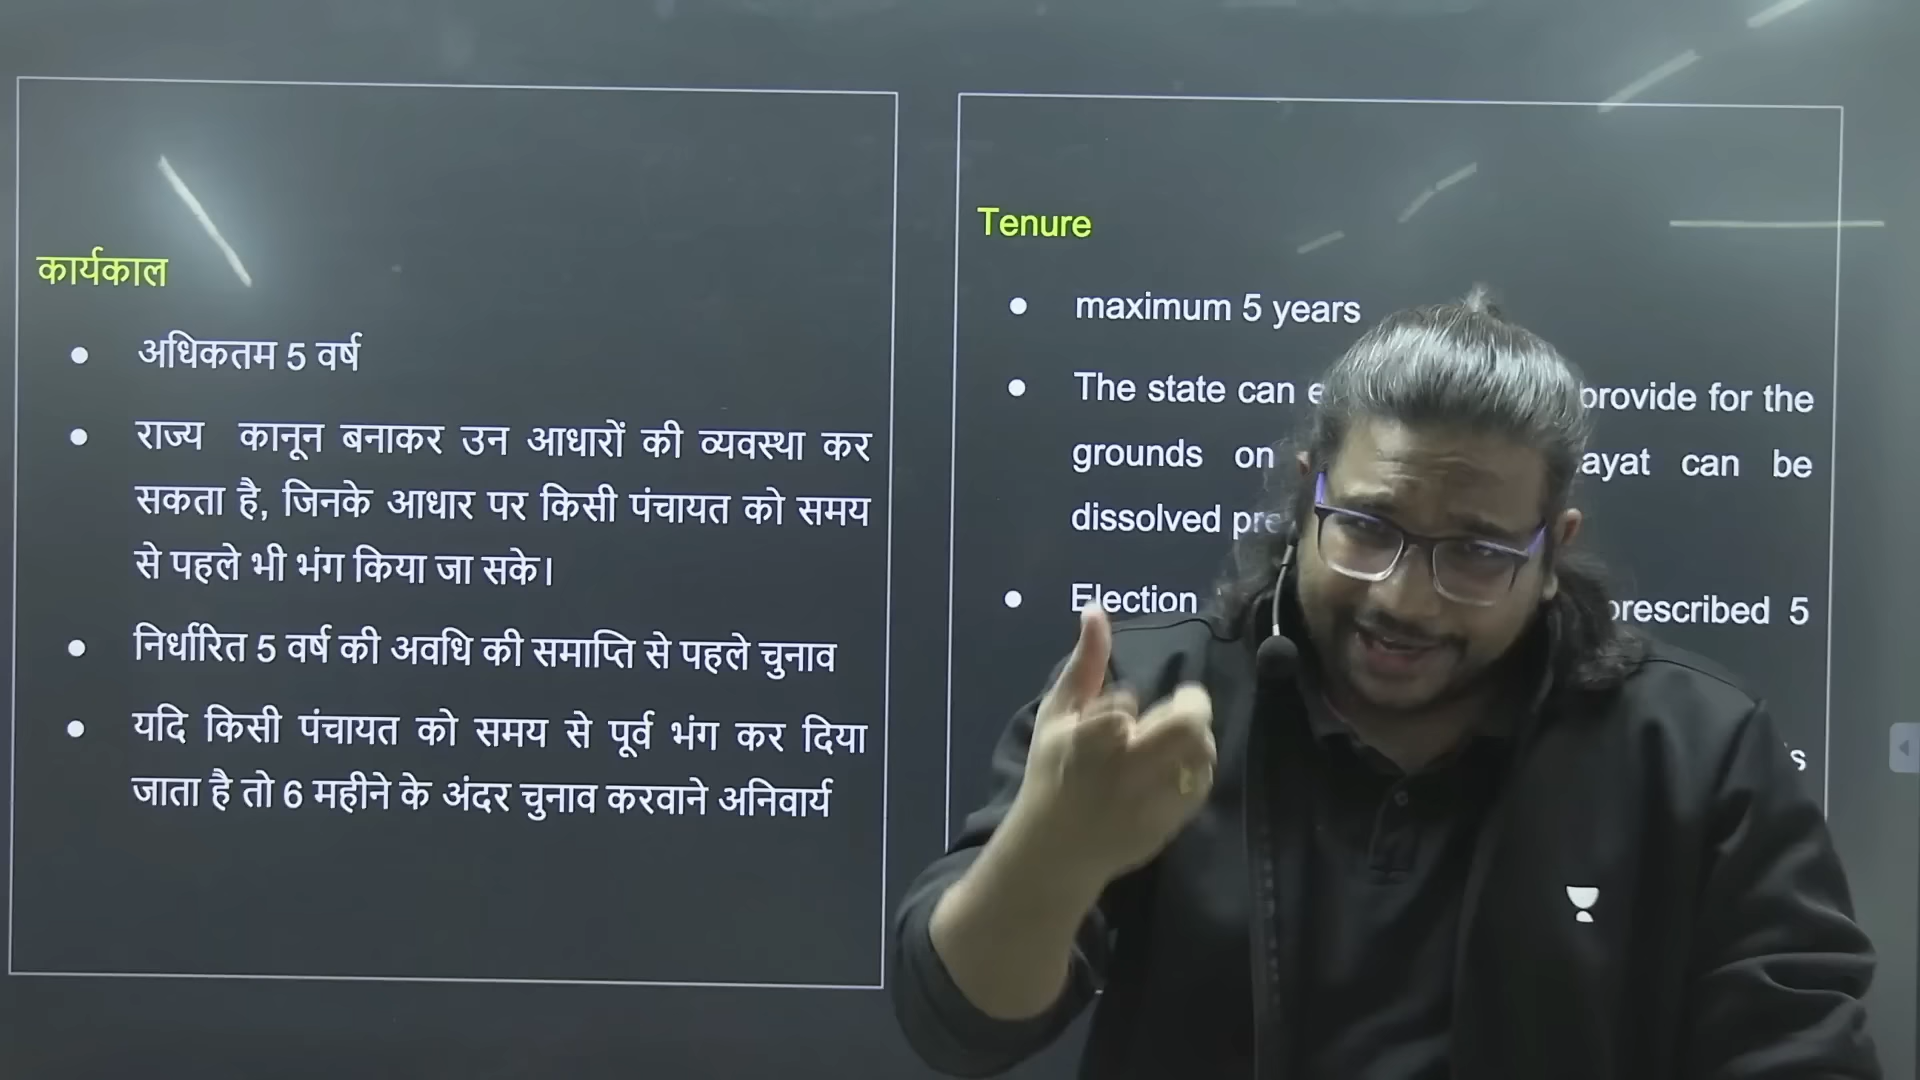 कार्यकाल
अधिकतम 5 वर्ष
राज्य कानून बनाकर उन आधारों की व्यवस्था कर
सकता है, जिनके आधार पर किसी पंचायत को समय
से पहले भी भंग किया जा सके।
निर्धारित 5 वर्ष की अवधि की समाप्ति से पहले चुनाव
यदि किसी पंचायत को समय से पूर्व भंग कर दिया
जाता है तो 6 महीने के अंदर चुनाव करवाने अनिवार्य
Tenure
maximum 5 years
The state can provide for the
grounds on can be
dissolved
Election prescribed 5